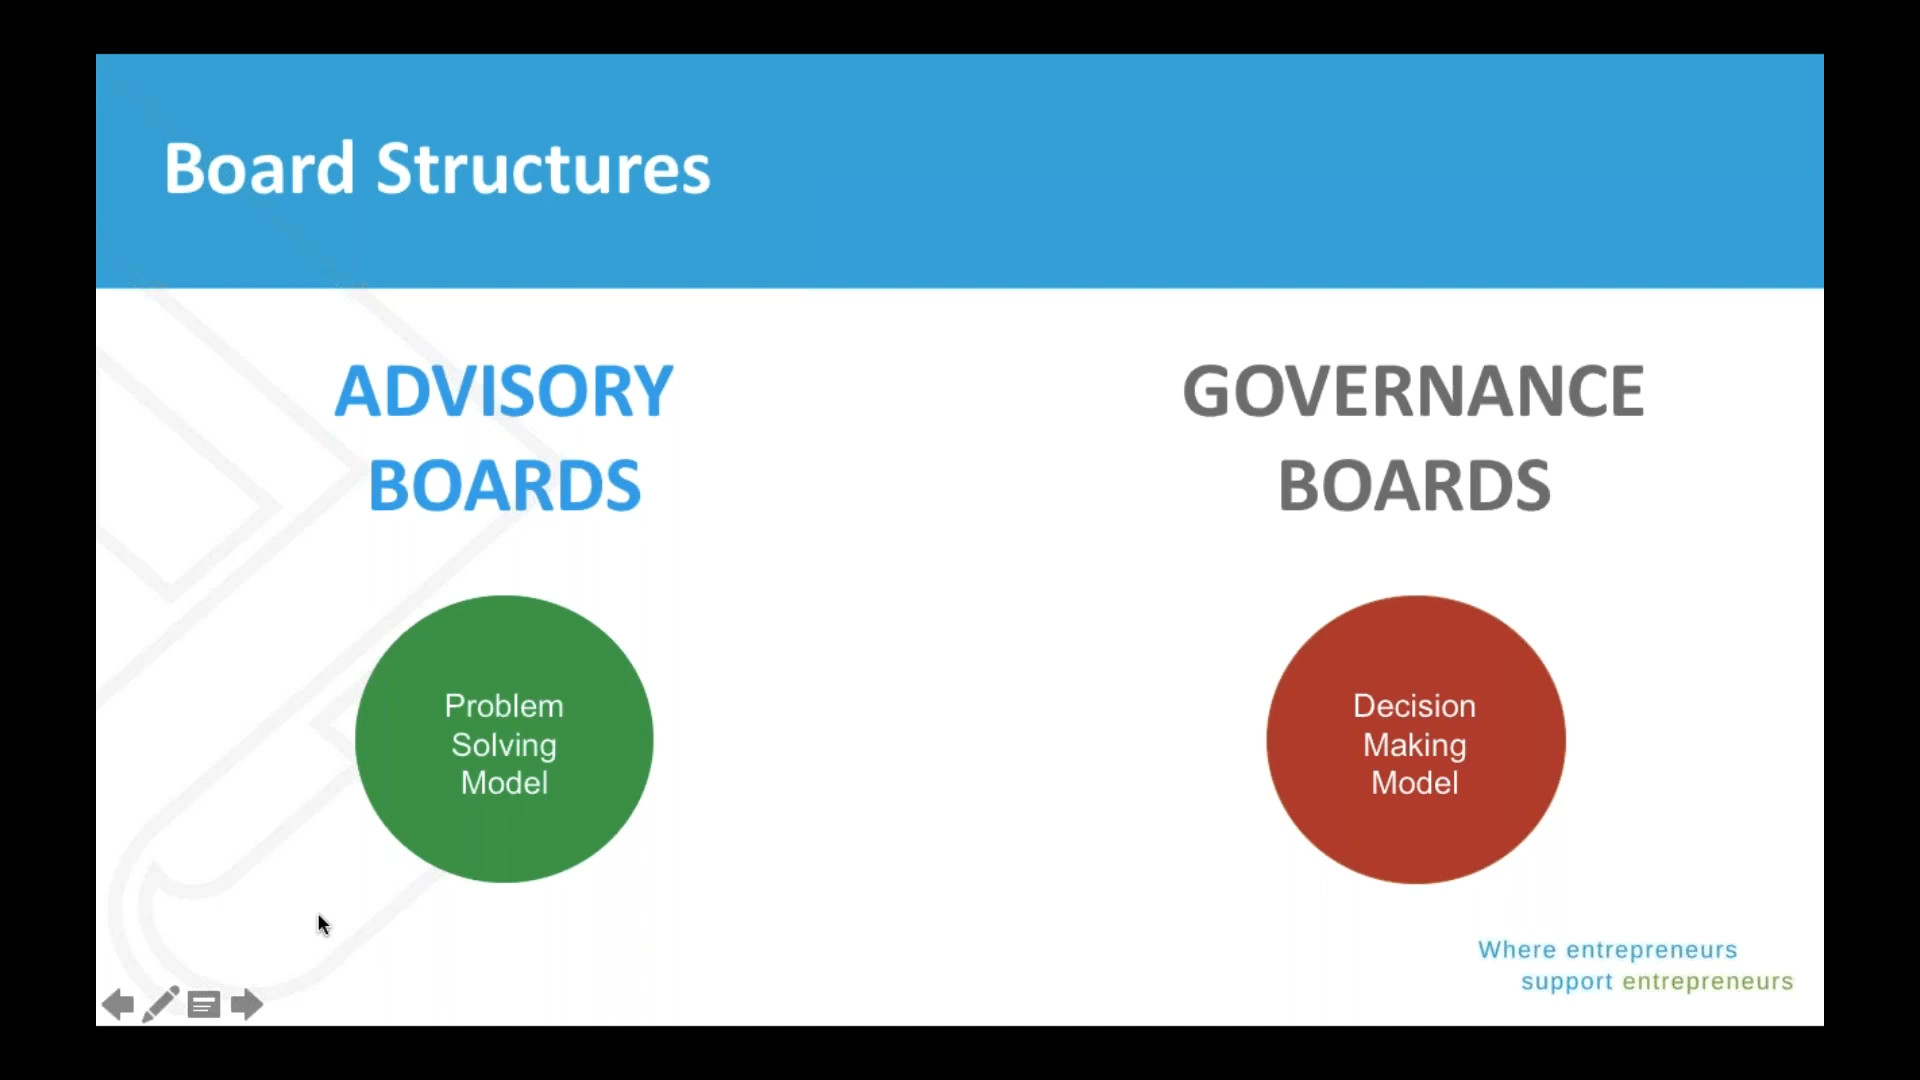 Board Structures
ADVISORY
BOARDS
Problem
Solving
Model
GOVERNANCE
BOARDS
Decision
Making
Model
Where entrepreneurs
support entrepreneurs